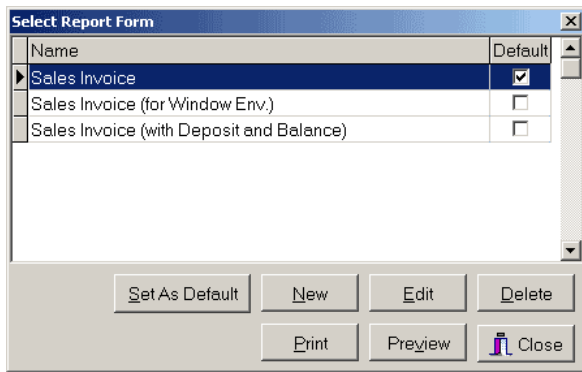 Select Report Form
Name Default
Sales Invoice
Sales Invoice (for Window Env.)
Sales Invoice (with Deposit and Balance)
Set As Default New Edit Delete
Print Preview Close